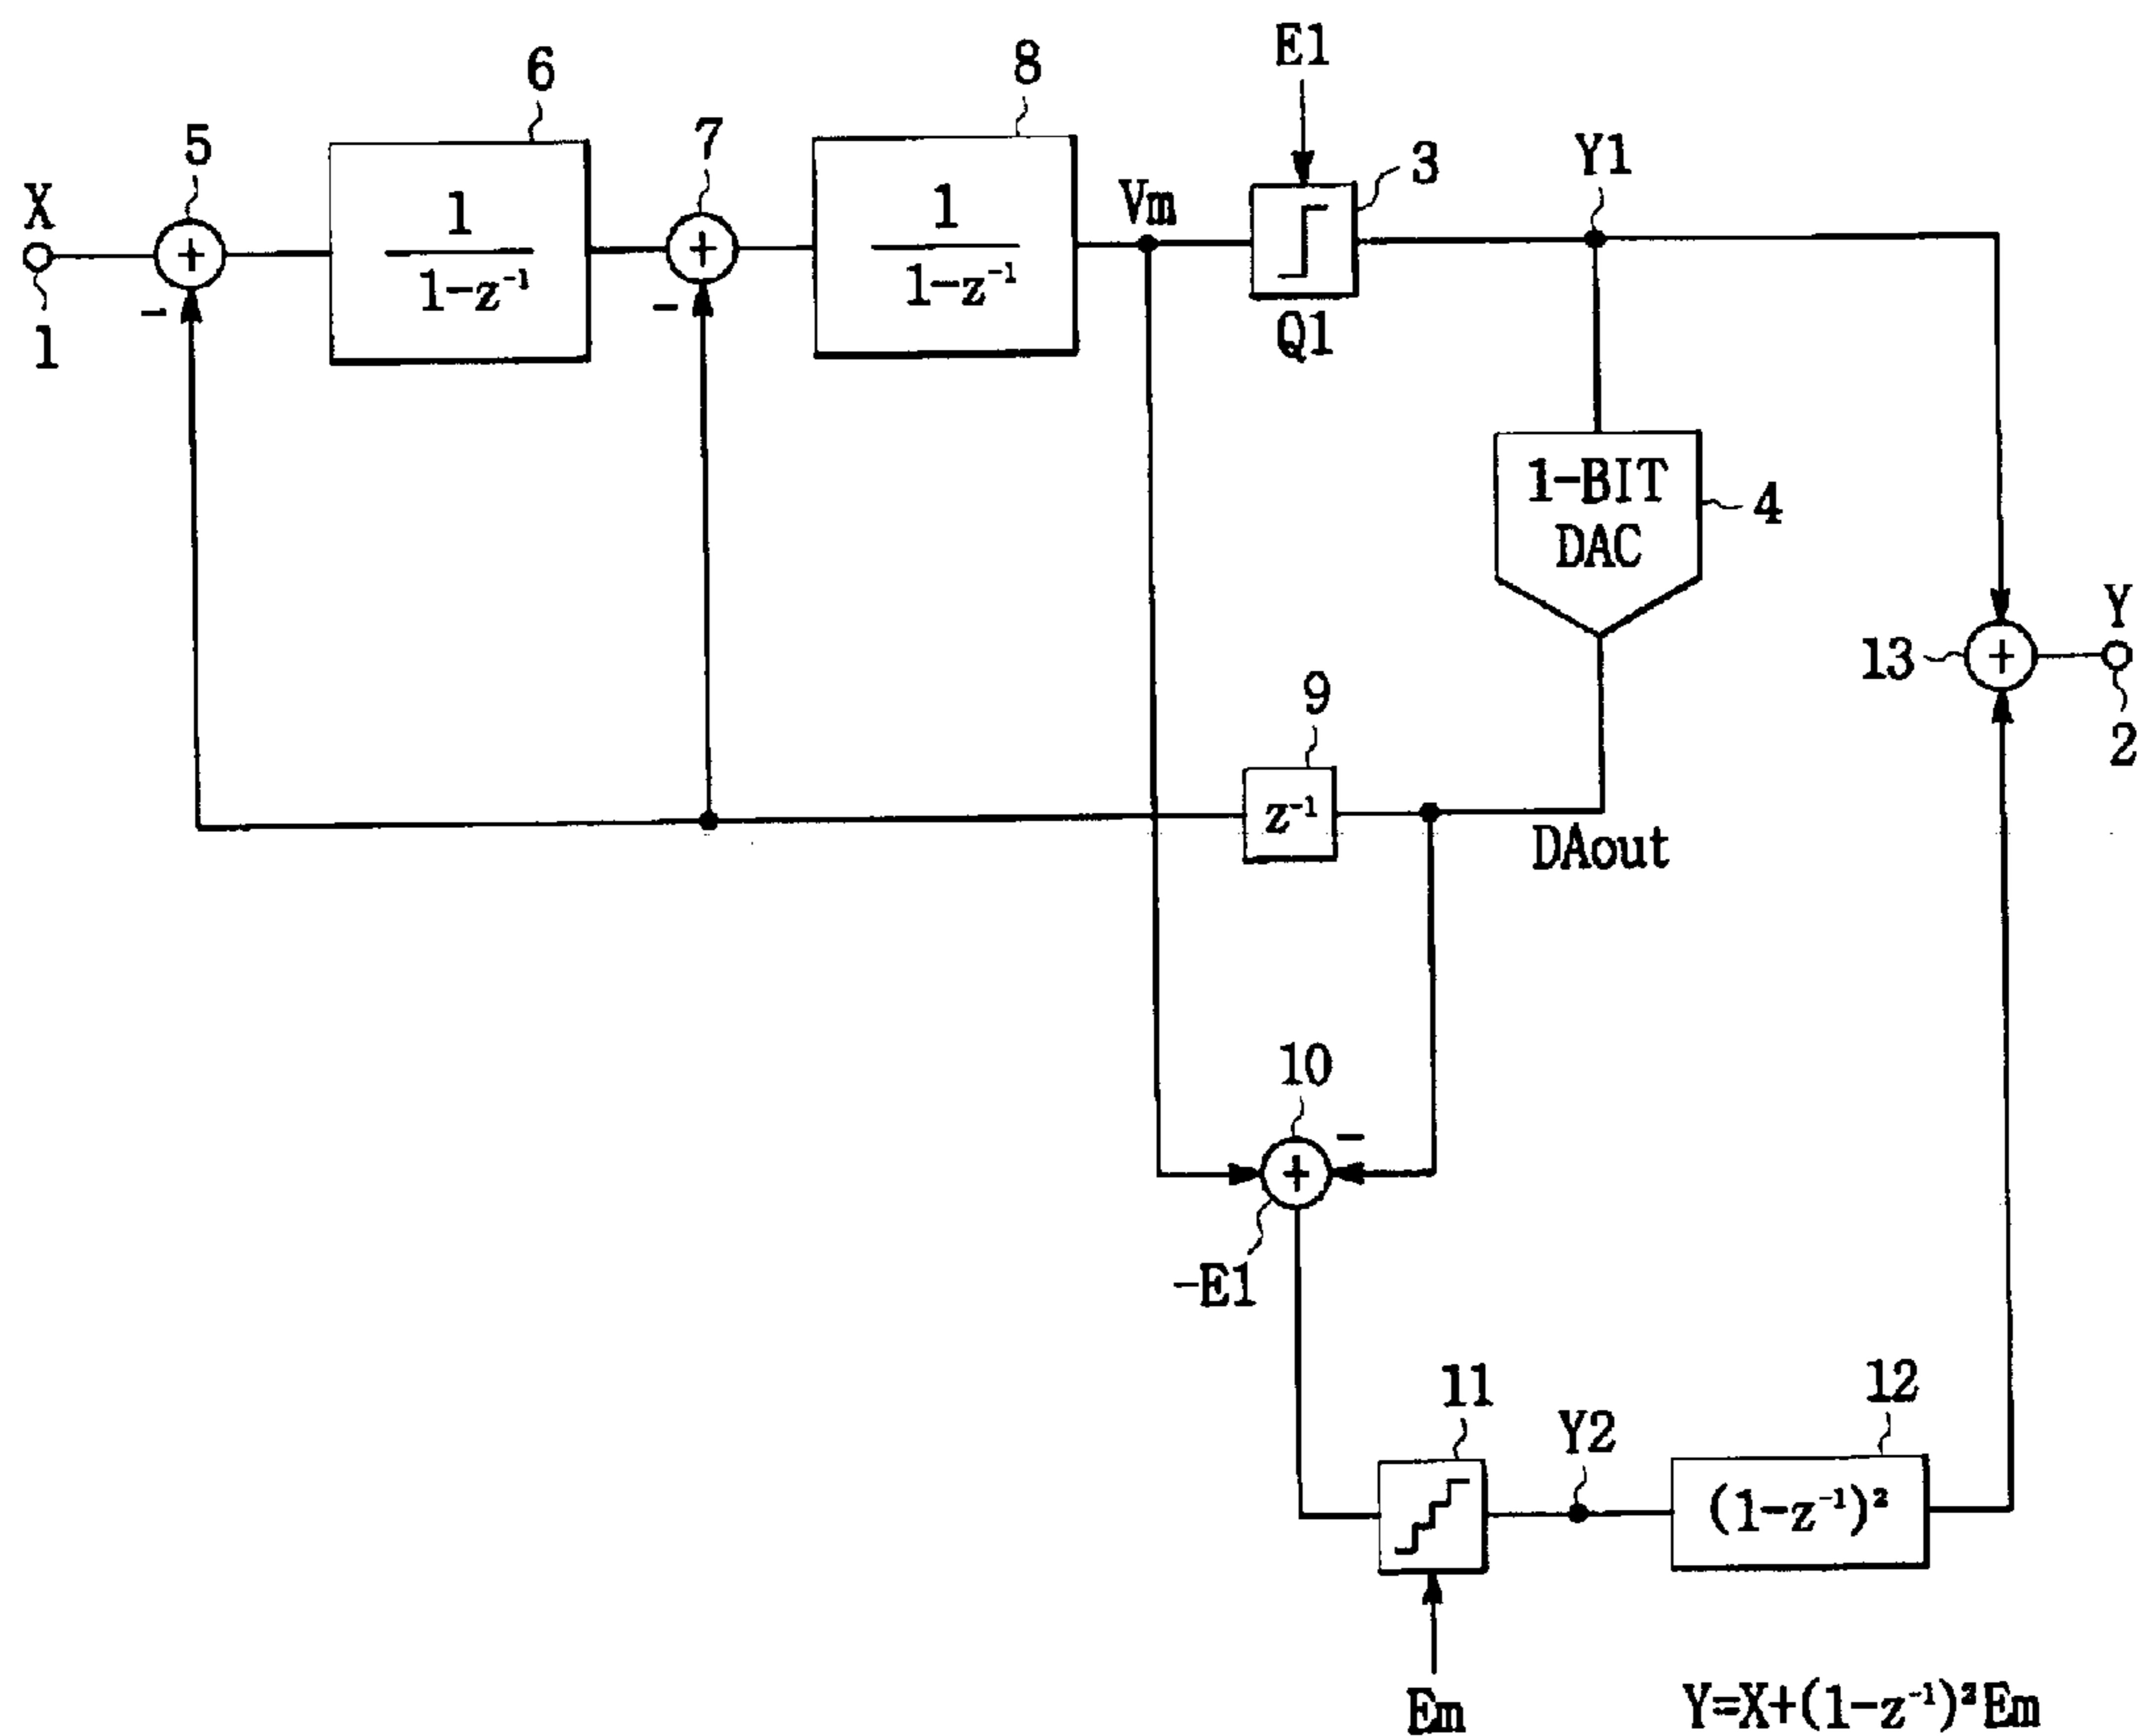 E1
6
8
5
7
3
Y1
X
Vm
+
1
1-z⁻¹
+
1
1-z⁻¹
-
-
1
Q1
1-BIT
DAC
4
Y
13
+
2
9
z⁻¹
DAout
10
-
+
-E1
11
12
Y2
(1-z⁻¹)²
Em
Y=X+(1-z⁻¹)²Em